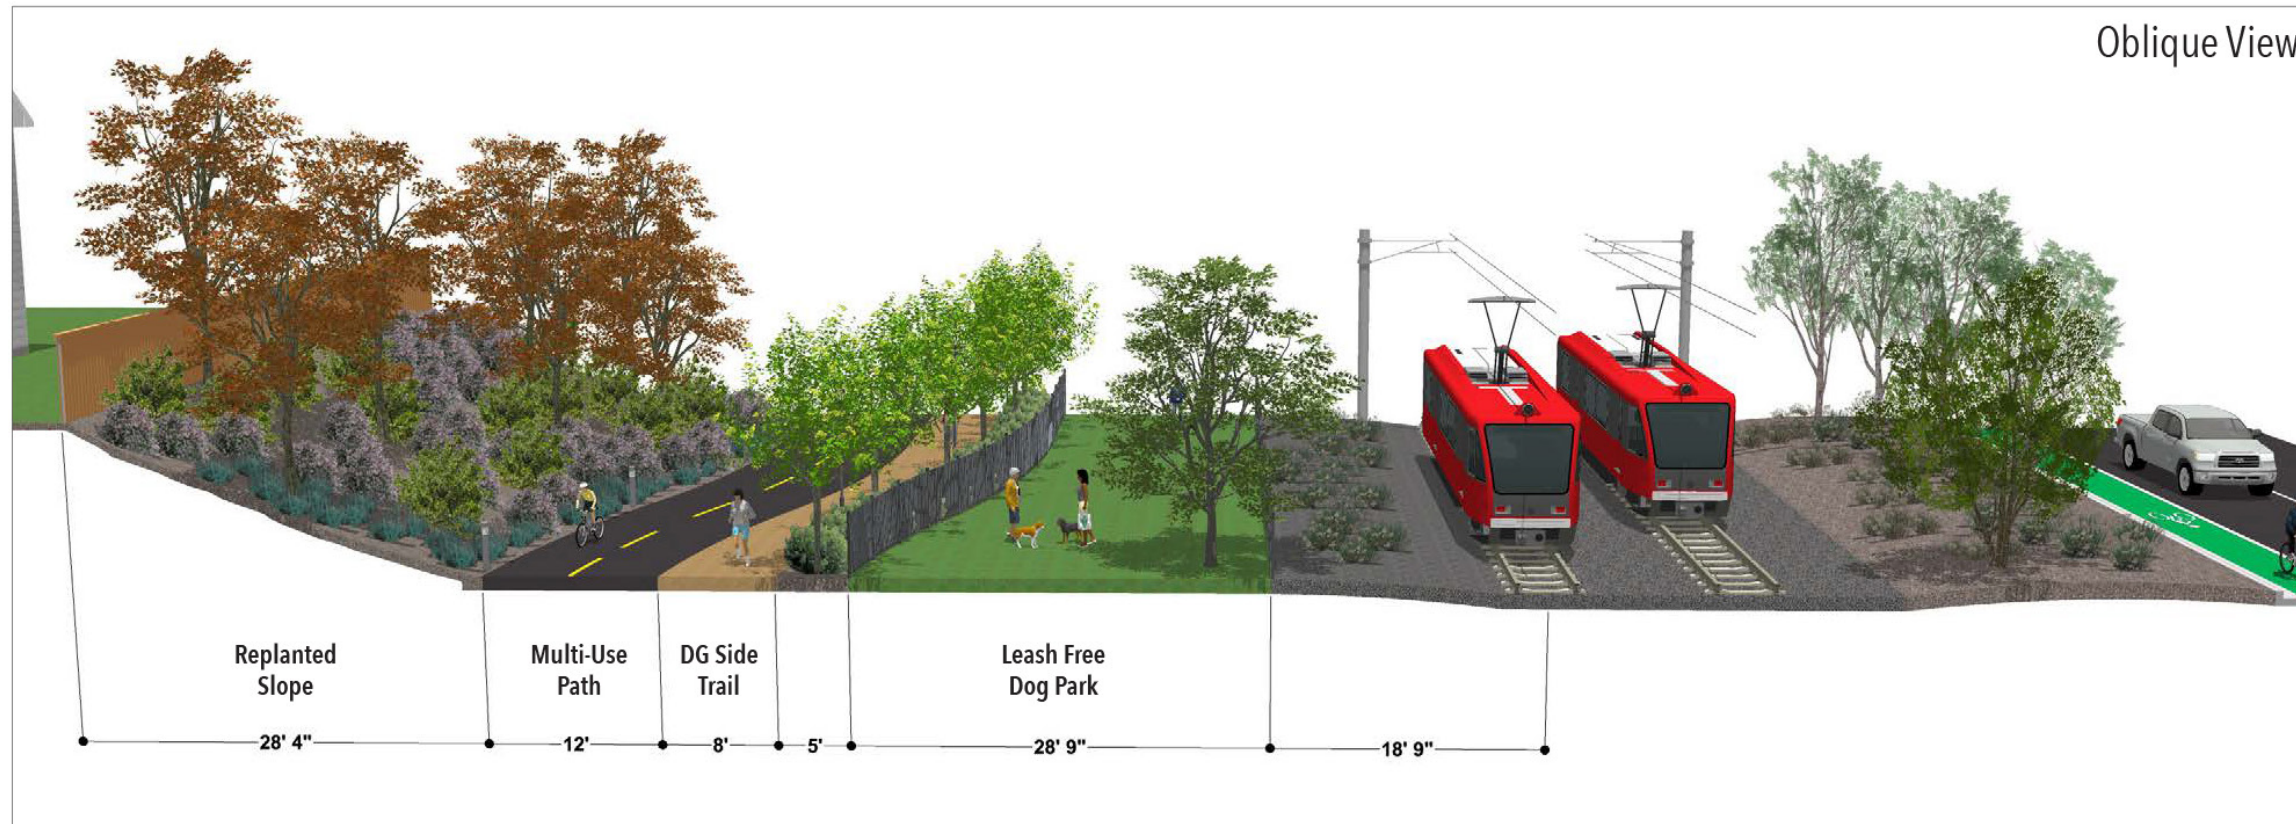 Oblique View
Replanted
Slope
Multi-Use
Path
DG Side
Trail
Leash Free
Dog Park
28' 4"
12'
8'
5'
28' 9"
18' 9"